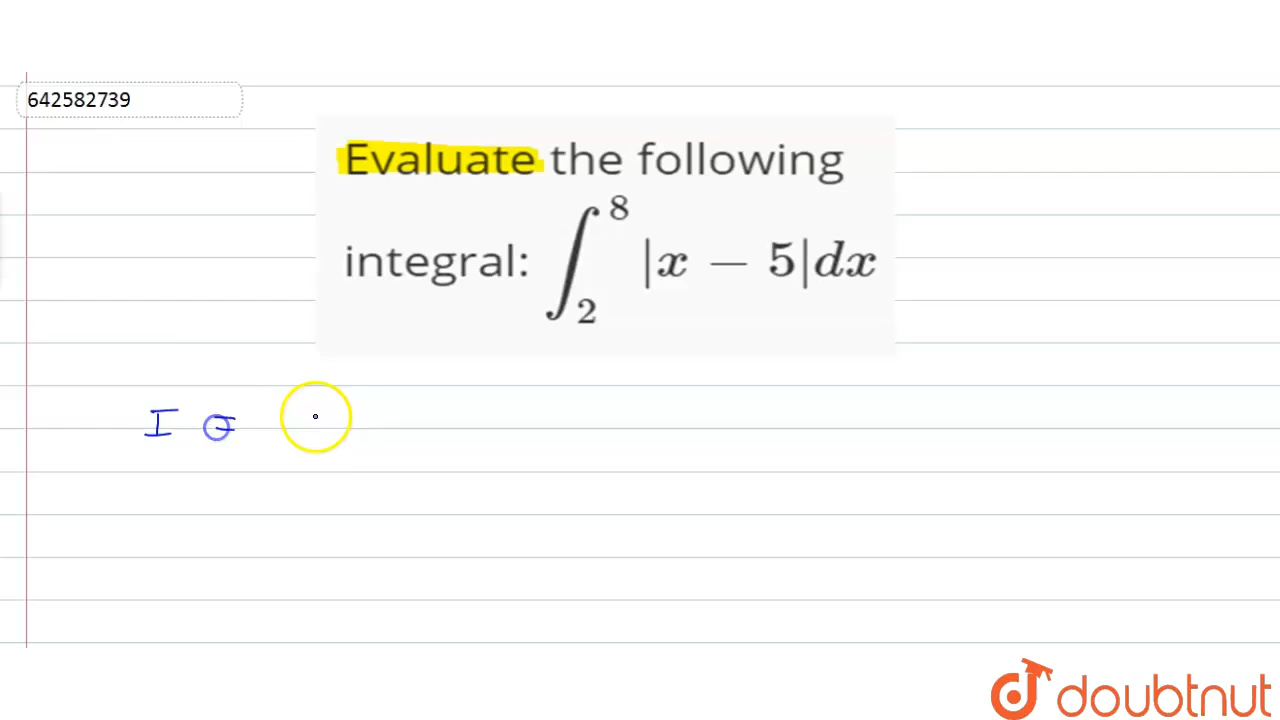 642582739
Evaluate the following
integral: ∫₂⁸ |x − 5|dx
I =
doubtnut